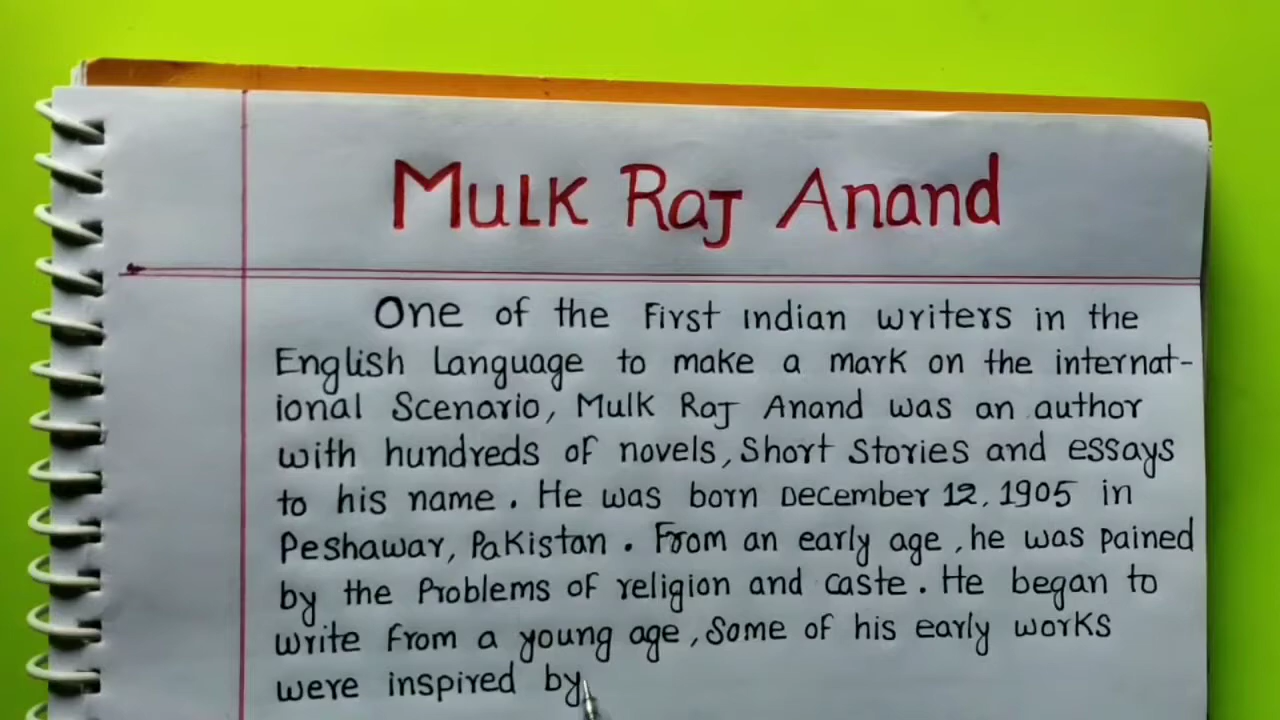 Mulk Raj Anand
One of the First Indian writers in the
English Language to make a mark on the internat-
ional Scenario, Mulk Raj Anand was an author
with hundreds of novels, Short Stories and essays
to his name. He was born December 12, 1905 in
Peshawar, Pakistan. From an early age, he was pained
by the Problems of religion and caste. He began to
write from a young age, Some of his early works
were inspired by